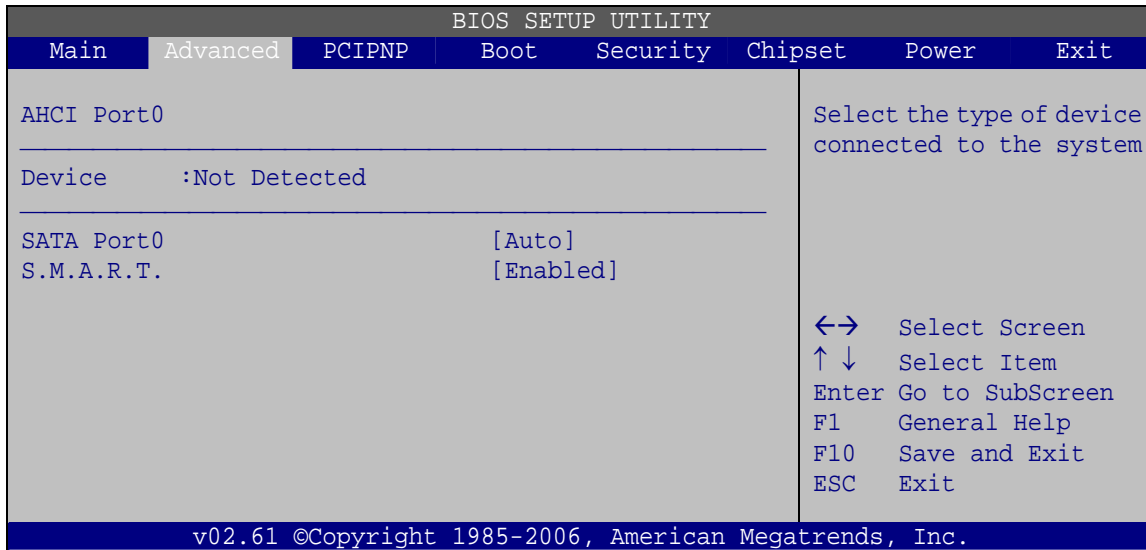 BIOS SETUP UTILITY
Main Advanced PCIPNP Boot Security Chipset Power Exit
AHCI Port0
Device :Not Detected
SATA Port0 [Auto]
S.M.A.R.T. [Enabled]
Select the type of device
connected to the system
←→ Select Screen
↑ ↓ Select Item
Enter Go to SubScreen
F1 General Help
F10 Save and Exit
ESC Exit
v02.61 ©Copyright 1985-2006, American Megatrends, Inc.